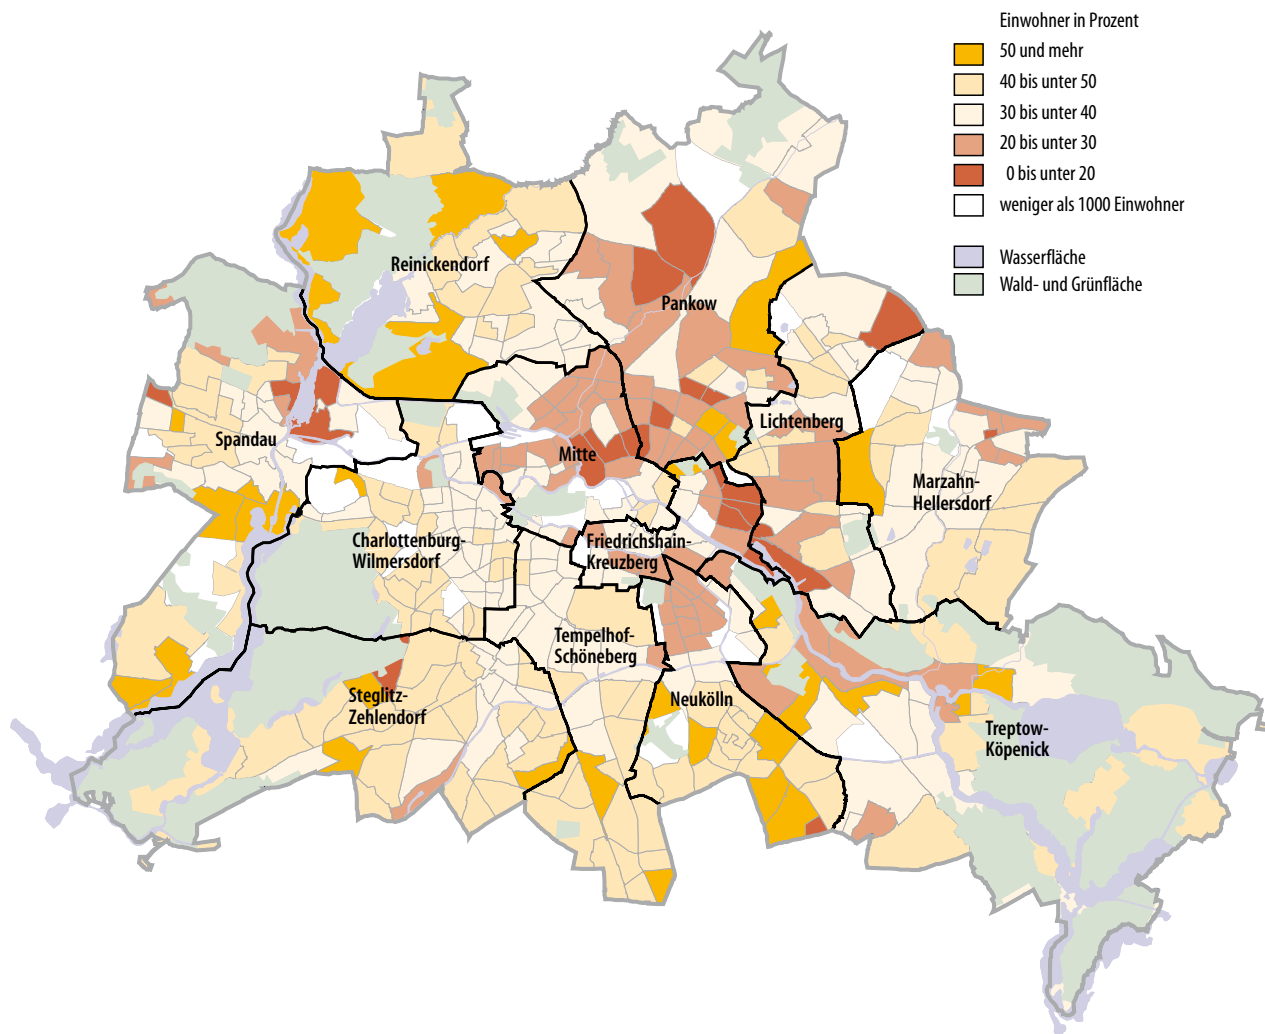 Einwohner in Prozent
50 und mehr
40 bis unter 50
30 bis unter 40
20 bis unter 30
0 bis unter 20
weniger als 1000 Einwohner
Wasserfläche
Wald- und Grünfläche
Reinickendorf
Pankow
Lichtenberg
Spandau
Mitte
Marzahn-
Hellersdorf
Charlottenburg-
Wilmersdorf
Friedrichshain-
Kreuzberg
Tempelhof-
Schöneberg
Steglitz-
Zehlendorf
Neukölln
Treptow-
Köpenick